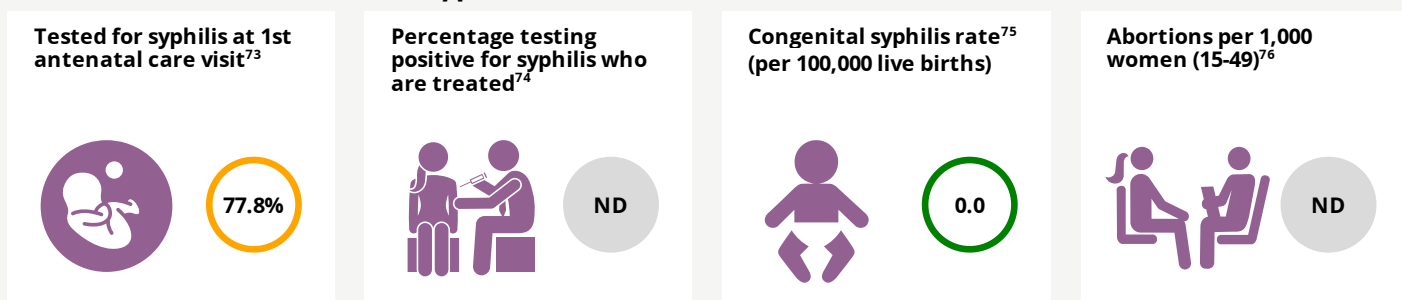 Tested for syphilis at 1st
antenatal care visit73
77.8%
Percentage testing
positive for syphilis who
are treated74
ND
Congenital syphilis rate75
(per 100,000 live births)
0.0
Abortions per 1,000
women (15-49)76
ND